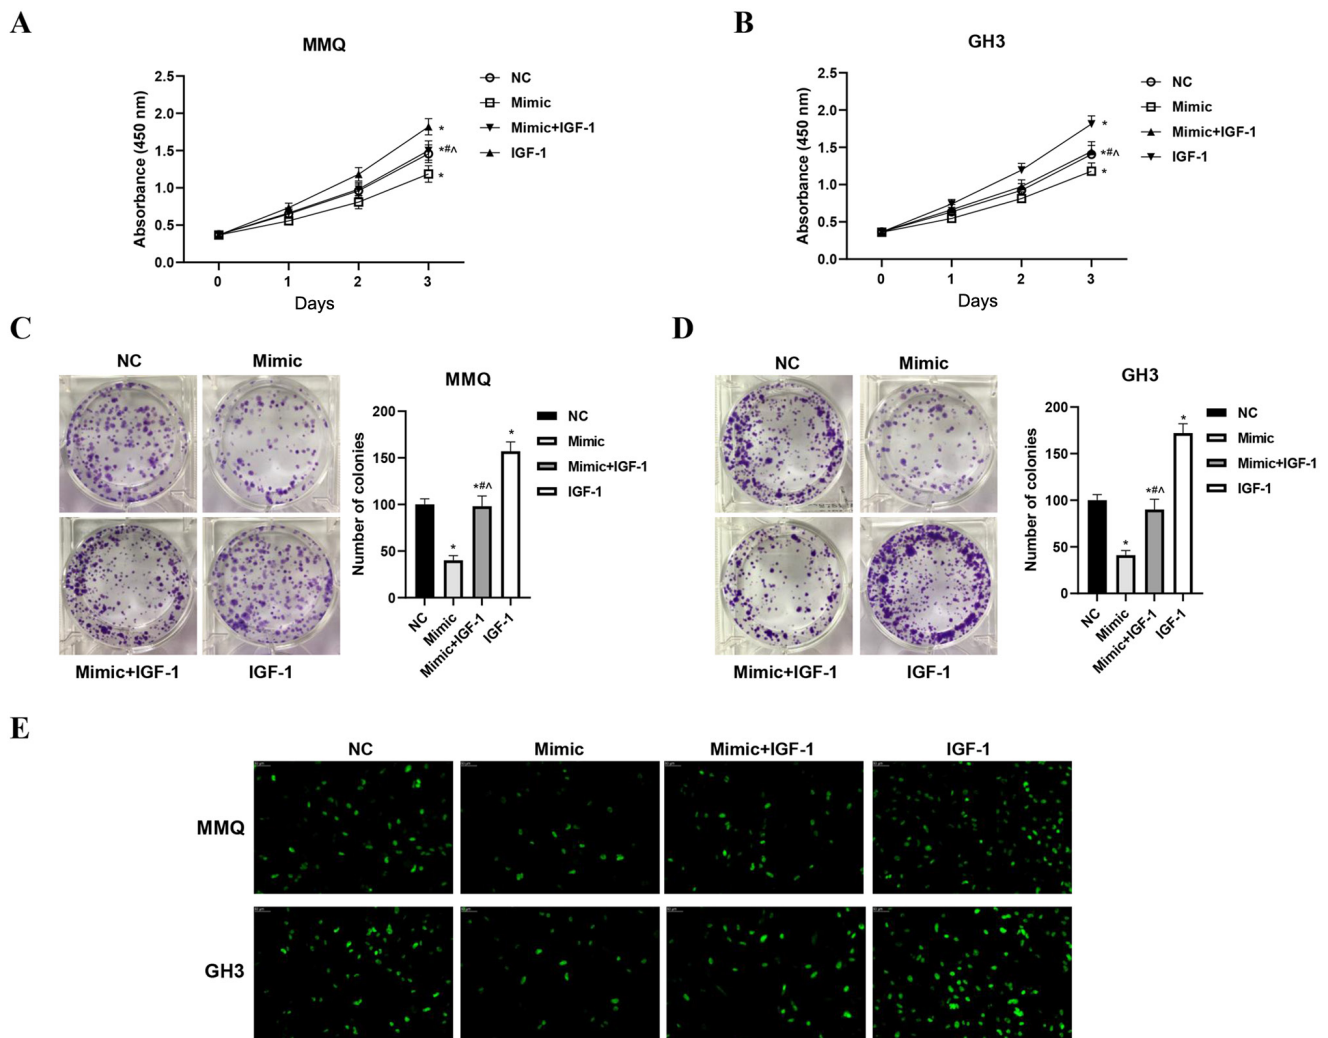 A
MMQ
Absorbance (450 nm)
2.5
2.0
1.5
1.0
0.5
0.0
0 1 2 3
Days
NC
Mimic
Mimic+IGF-1
IGF-1
*
*#^
*
B
GH3
Absorbance (450 nm)
2.5
2.0
1.5
1.0
0.5
0.0
0 1 2 3
Days
NC
Mimic
Mimic+IGF-1
IGF-1
*
*#^
*
C
NC Mimic
Mimic+IGF-1 IGF-1
MMQ
Number of colonies
200
150
100
50
0
*
*#^
*
NC Mimic Mimic+IGF-1 IGF-1
NC
Mimic
Mimic+IGF-1
IGF-1
D
NC Mimic
Mimic+IGF-1 IGF-1
GH3
Number of colonies
200
150
100
50
0
*
*#^
*
NC Mimic Mimic+IGF-1 IGF-1
NC
Mimic
Mimic+IGF-1
IGF-1
E
NC Mimic Mimic+IGF-1 IGF-1
MMQ
GH3